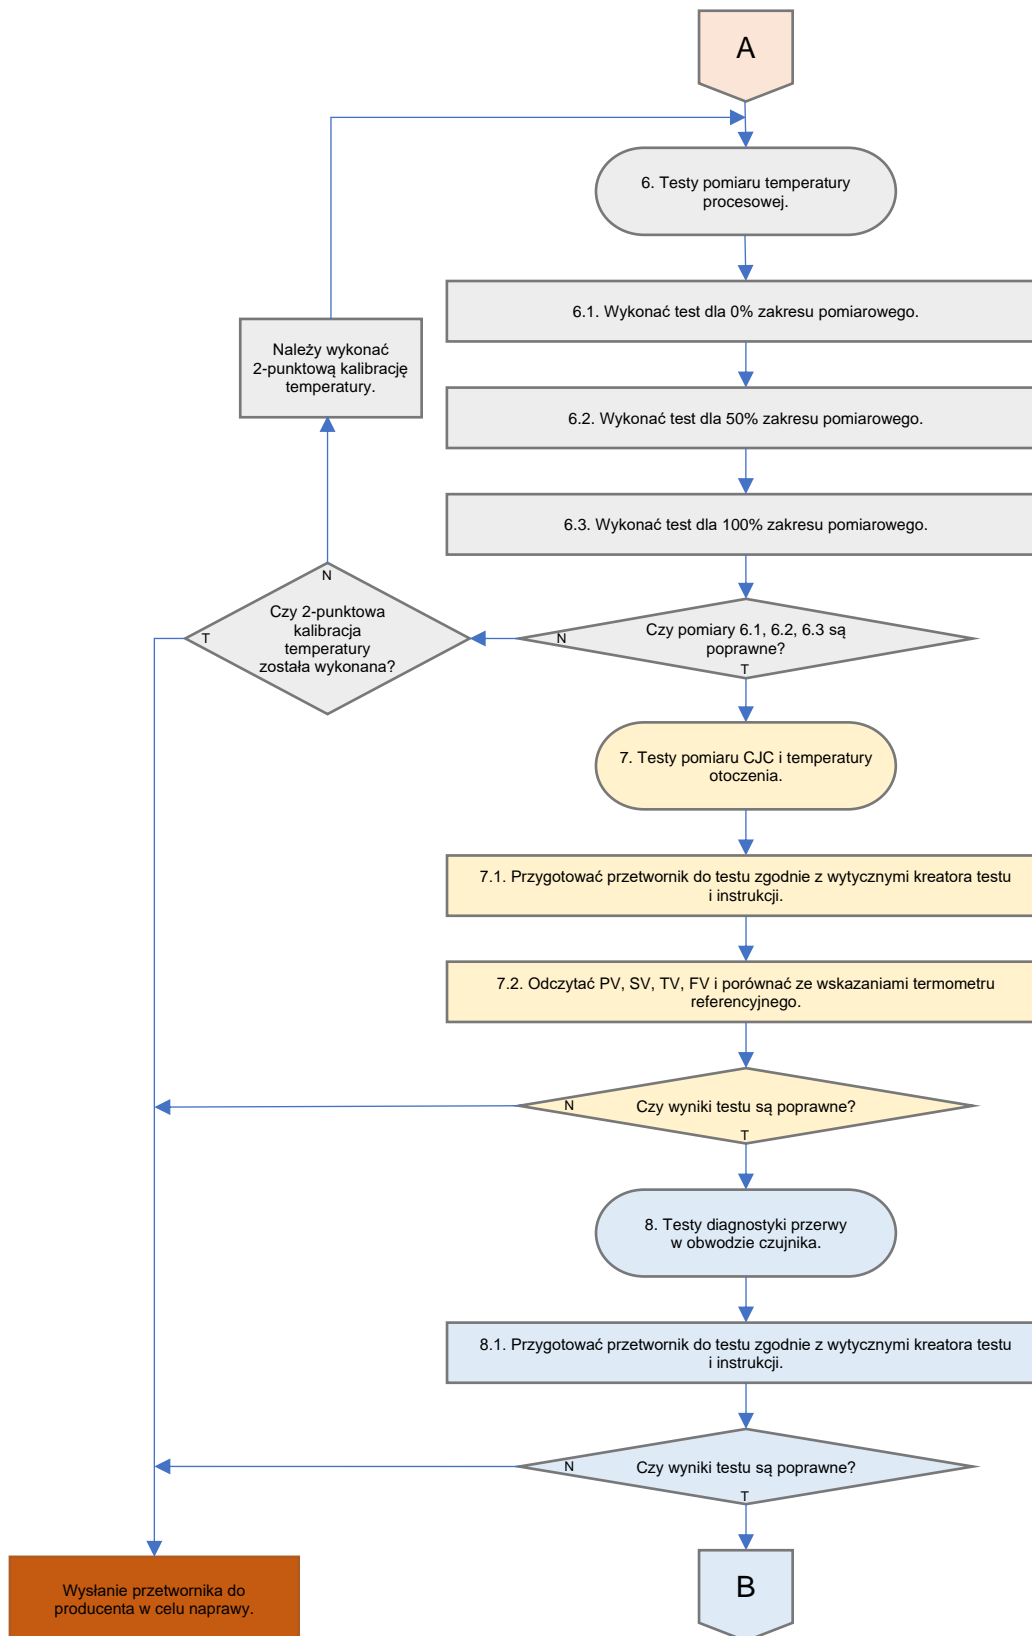 A
6. Testy pomiaru temperatury
procesowej.
6.1. Wykonać test dla 0% zakresu pomiarowego.
Należy wykonać
2-punktową kalibrację
temperatury.
6.2. Wykonać test dla 50% zakresu pomiarowego.
6.3. Wykonać test dla 100% zakresu pomiarowego.
N
Czy 2-punktowa
kalibracja
temperatury
została wykonana?
T
Czy pomiary 6.1, 6.2, 6.3 są
poprawne?
N
T
7. Testy pomiaru CJC i temperatury
otoczenia.
7.1. Przygotować przetwornik do testu zgodnie z wytycznymi kreatora testu
i instrukcji.
7.2. Odczytać PV, SV, TV, FV i porównać ze wskazaniami termometru
referencyjnego.
N
Czy wyniki testu są poprawne?
T
8. Testy diagnostyki przerwy
w obwodzie czujnika.
8.1. Przygotować przetwornik do testu zgodnie z wytycznymi kreatora testu
i instrukcji.
N
Czy wyniki testu są poprawne?
T
Wysłanie przetwornika do
producenta w celu naprawy.
B